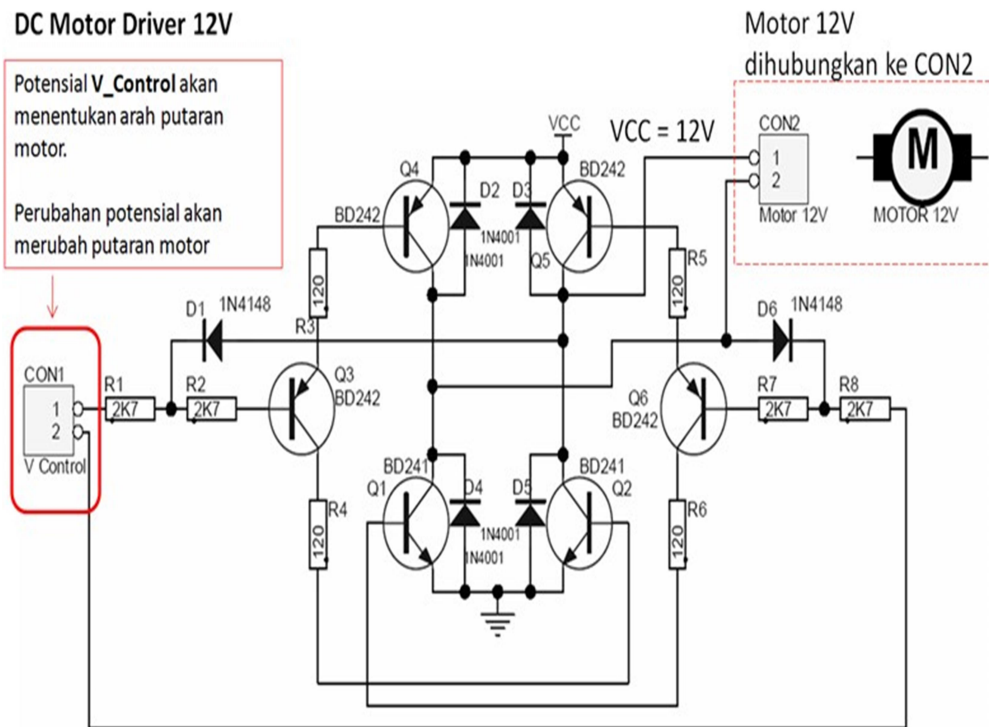 DC Motor Driver 12V
Motor 12V
dihubungkan ke CON2
Potensial V_Control akan
menentukan arah putaran
motor.
Perubahan potensial akan
merubah putaran motor
VCC
VCC = 12V
CON2
1
2
Motor 12V
M
MOTOR 12V
Q4
BD242
D2
1N4001
1N4001
D3
BD242
Q5
R5
120
R3
120
D1
1N4148
D6
1N4148
CON1
1
2
V Control
R1
2K7
R2
2K7
Q3
BD242
Q6
BD242
R7
2K7
R8
2K7
BD241
Q1
D4
1N4001
1N4001
D5
BD241
Q2
R4
120
R6
120